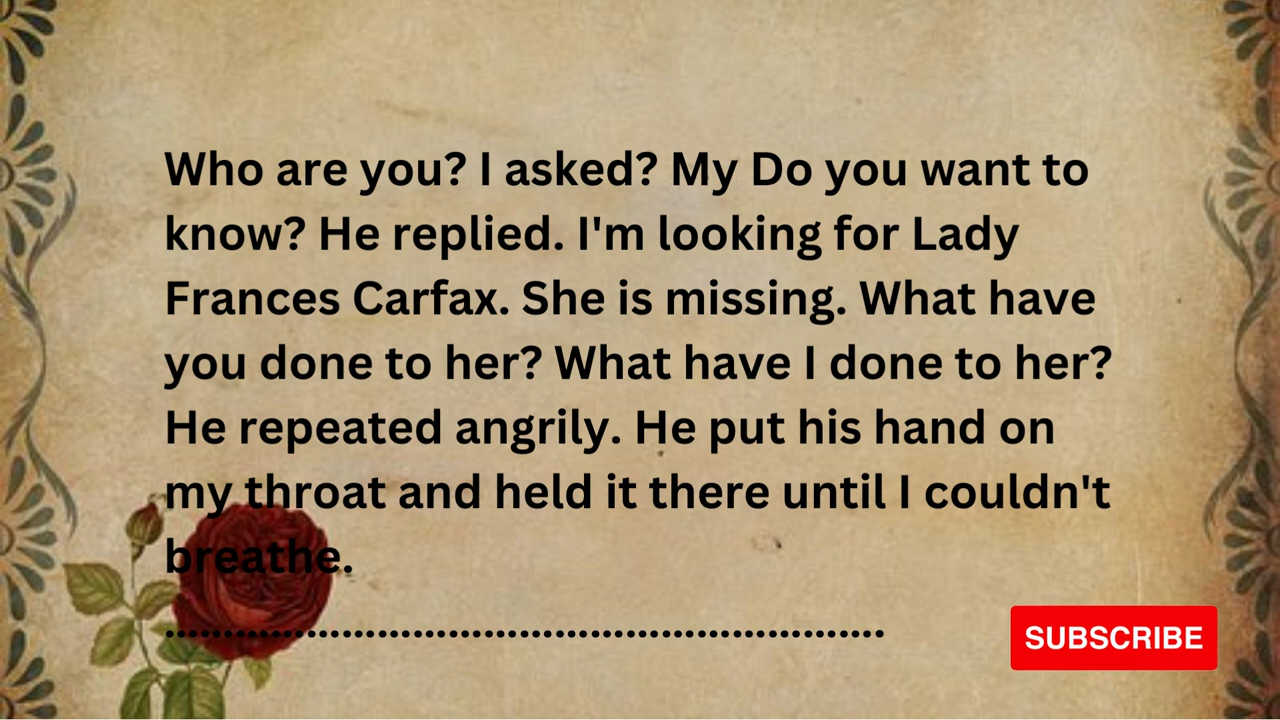 Who are you? I asked? My Do you want to
know? He replied. I'm looking for Lady
Frances Carfax. She is missing. What have
you done to her? What have I done to her?
He repeated angrily. He put his hand on
my throat and held it there until I couldn't
breathe.
............................................................
SUBSCRIBE